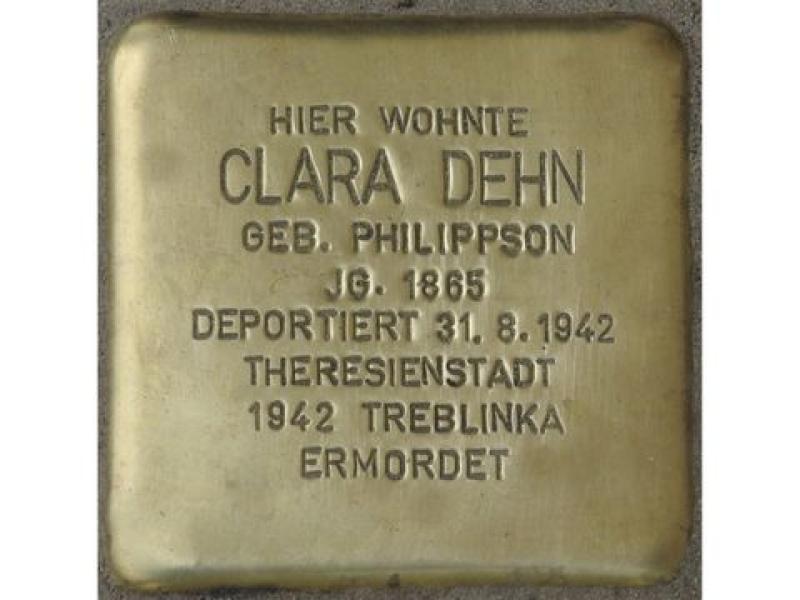 HIER WOHNTE
CLARA DEHN
GEB. PHILIPPSON
JG. 1865
DEPORTIERT 31.8.1942
THERESIENSTADT
1942 TREBLINKA
ERMORDET